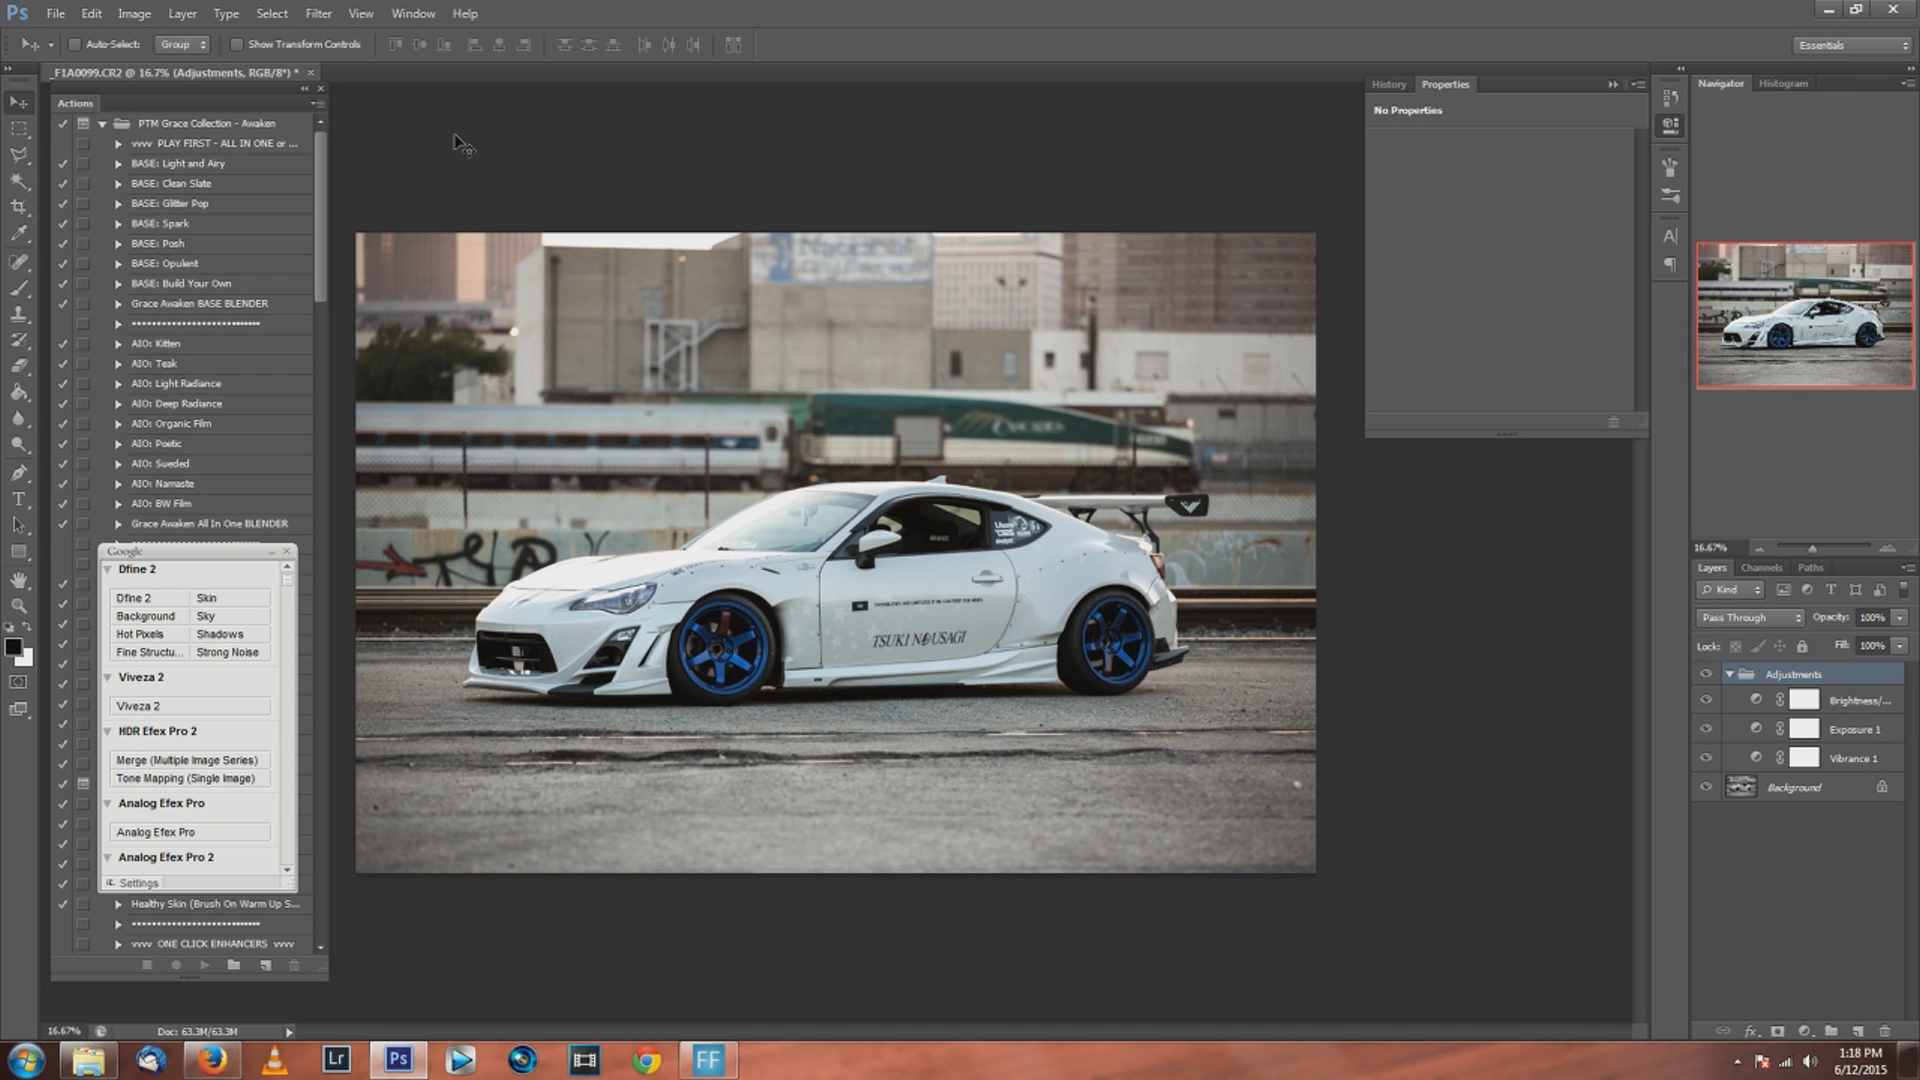 Ps File Edit Image Layer Type Select Filter View Window Help
Auto-Select: Group Show Transform Controls Essentials
_F1A0099.CR2 @ 16.7% (Adjustments, RGB/8*) * ×
Actions
PTM Grace Collection - Awaken
vvvv PLAY FIRST - ALL IN ONE or ...
BASE: Light and Airy
BASE: Clean Slate
BASE: Glitter Pop
BASE: Spark
BASE: Posh
BASE: Opulent
BASE: Build Your Own
Grace Awaken BASE BLENDER
****************************
AIO: Kitten
AIO: Teak
AIO: Light Radiance
AIO: Deep Radiance
AIO: Organic Film
AIO: Poetic
AIO: Sueded
AIO: Namaste
AIO: BW Film
Grace Awaken All In One BLENDER
Google
Dfine 2
Dfine 2 Skin
Background Sky
Hot Pixels Shadows
Fine Structu... Strong Noise
Viveza 2
Viveza 2
HDR Efex Pro 2
Merge (Multiple Image Series)
Tone Mapping (Single Image)
Analog Efex Pro
Analog Efex Pro
Analog Efex Pro 2
Settings
Healthy Skin (Brush On Warm Up S...
****************************
vvvv ONE CLICK ENHANCERS vvvv
CASCADES
TSUKI NO USAGI
History Properties
No Properties
Navigator Histogram
16.67%
Layers Channels Paths
Kind
Pass Through Opacity: 100%
Lock: Fill: 100%
Adjustments
Brightness/...
Exposure 1
Vibrance 1
Background
16.67% Doc: 63.3M/63.3M
Lr Ps FF
1:18 PM
6/12/2015